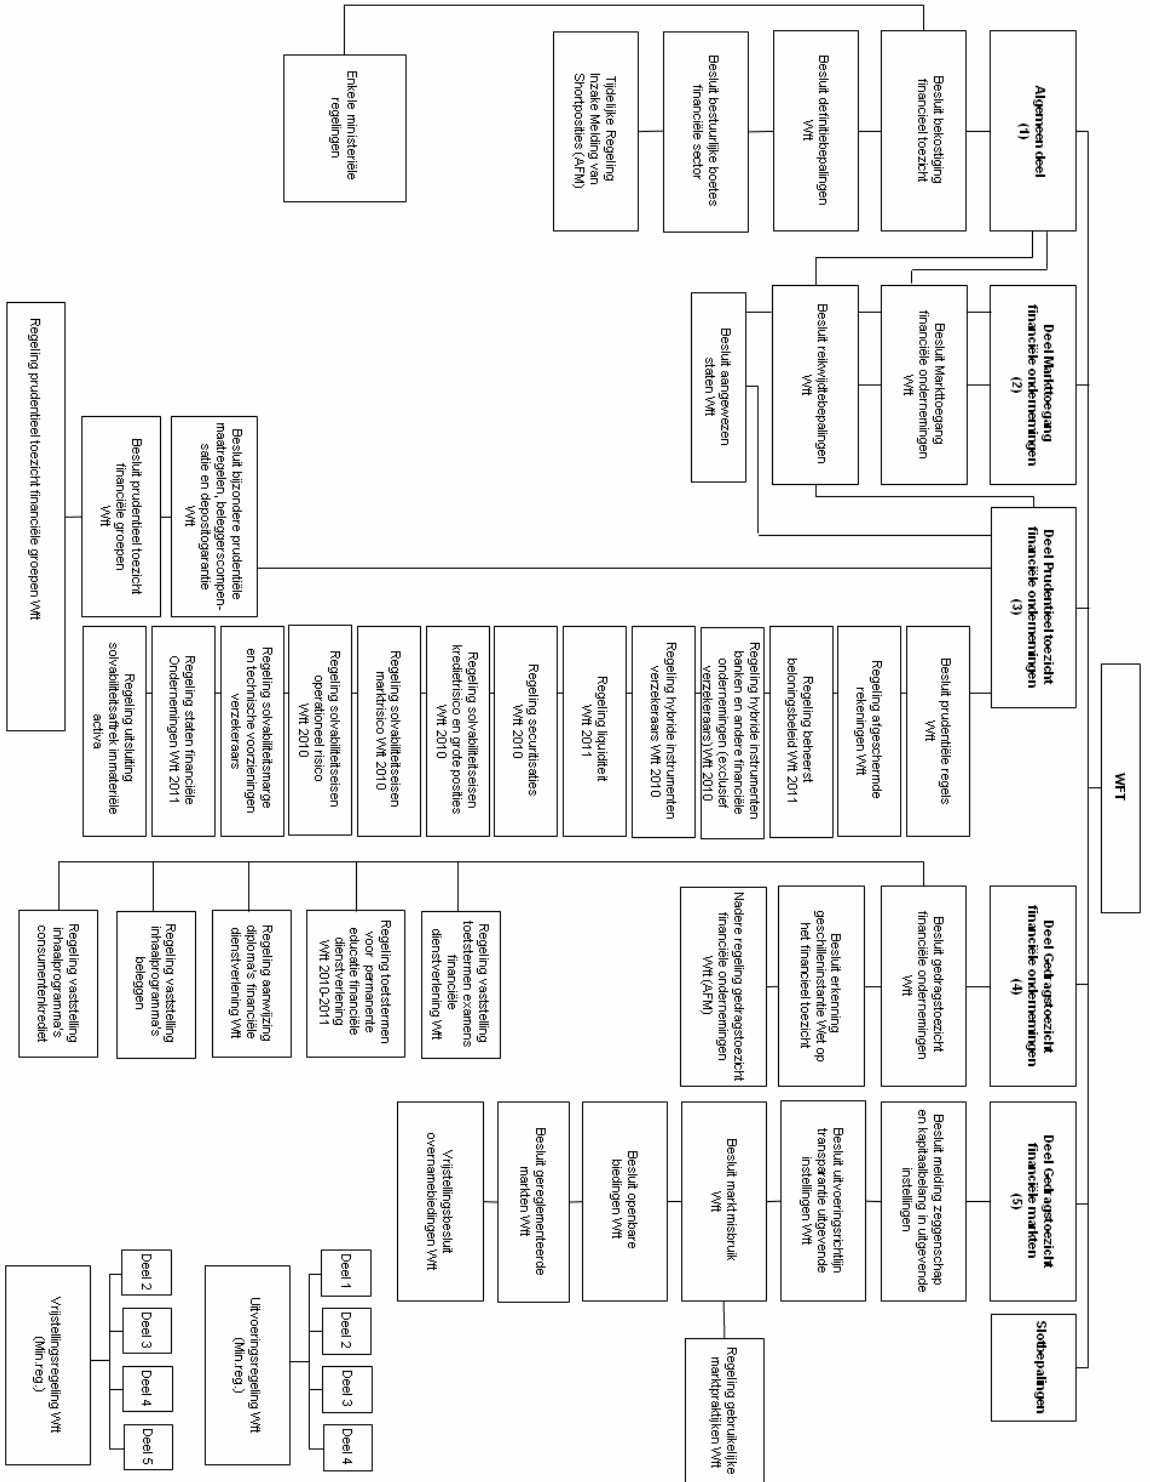 WFT
Algemeen deel
(1)
Besluit bekostiging
financieel toezicht
Besluit definitiebepalingen
Wft
Besluit bestuurlijke boetes
financiële sector
Tijdelijke Regeling
Inzake Melding van
Shortposities (AFM)
Enkele ministeriële
regelingen
Deel Markttoegang
financiële ondernemingen
(2)
Besluit Markttoegang
financiële ondernemingen
Wft
Besluit reikwijdtebepalingen
Wft
Besluit aangewezen
staten Wft
Deel Prudentieel toezicht
financiële ondernemingen
(3)
Besluit bijzondere prudentiële
maatregelen, beleggerscompen-
satie en depositogarantie
Wft
Besluit prudentieel toezicht
financiële groepen
Wft
Regeling prudentieel toezicht financiële groepen Wft
Besluit prudentiële regels
Wft
Regeling afgeschermde
rekeningen Wft
Regeling beheerst
beloningsbeleid Wft 2011
Regeling hybride instrumenten
banken en andere financiële
ondernemingen (exclusief
verzekeraars)Wft 2010
Regeling hybride instrumenten
verzekeraars Wft 2010
Regeling liquiditeit
Wft 2011
Regeling securitisaties
Wft 2010
Regeling solvabiliteitseisen
kredietrisico en grote posities
Wft 2010
Regeling solvabiliteitseisen
marktrisico Wft 2010
Regeling solvabiliteitseisen
operationeel risico
Wft 2010
Regeling solvabiliteitsmarge
en technische voorzieningen
verzekeraars
Regeling staten financiële
Ondernemingen Wft 2011
Regeling uitsluiting
solvabiliteitsaftrek immateriële
activa
Deel Gedragstoezicht
financiële ondernemingen
(4)
Besluit gedragstoezicht
financiële ondernemingen
Wft
Besluit erkenning
geschilleninstantie Wet op
het financieel toezicht
Nadere regeling gedragstoezicht
financiële ondernemingen
Wft (AFM)
Regeling vaststelling
toetstermen examens
financiële
dienstverlening Wft
Regeling toetstermen
voor permanente
educatie financiële
dienstverlening
Wft 2010-2011
Regeling aanwijzing
diploma's financiële
dienstverlening Wft
Regeling vaststelling
inhaalprogramma's
beleggen
Regeling vaststelling
inhaalprogramma's
consumentenkrediet
Deel Gedragstoezicht
financiële markten
(5)
Besluit melding zeggenschap
en kapitaalbelang in uitgevende
instellingen
Besluit uitvoeringsrichtlijn
transparantie uitgevende
instellingen Wft
Besluit marktmisbruik
Wft
Besluit openbare
biedingen Wft
Besluit gereglementeerde
markten Wft
Vrijstellingsbesluit
overnamebiedingen Wft
Regeling gebruikelijke
marktpraktijken Wft
Slotbepalingen
Deel 1
Deel 2
Deel 3
Deel 4
Uitvoeringsregeling Wft
(Min.reg.)
Deel 2
Deel 3
Deel 4
Deel 5
Vrijstellingsregeling Wft
(Min.reg.)